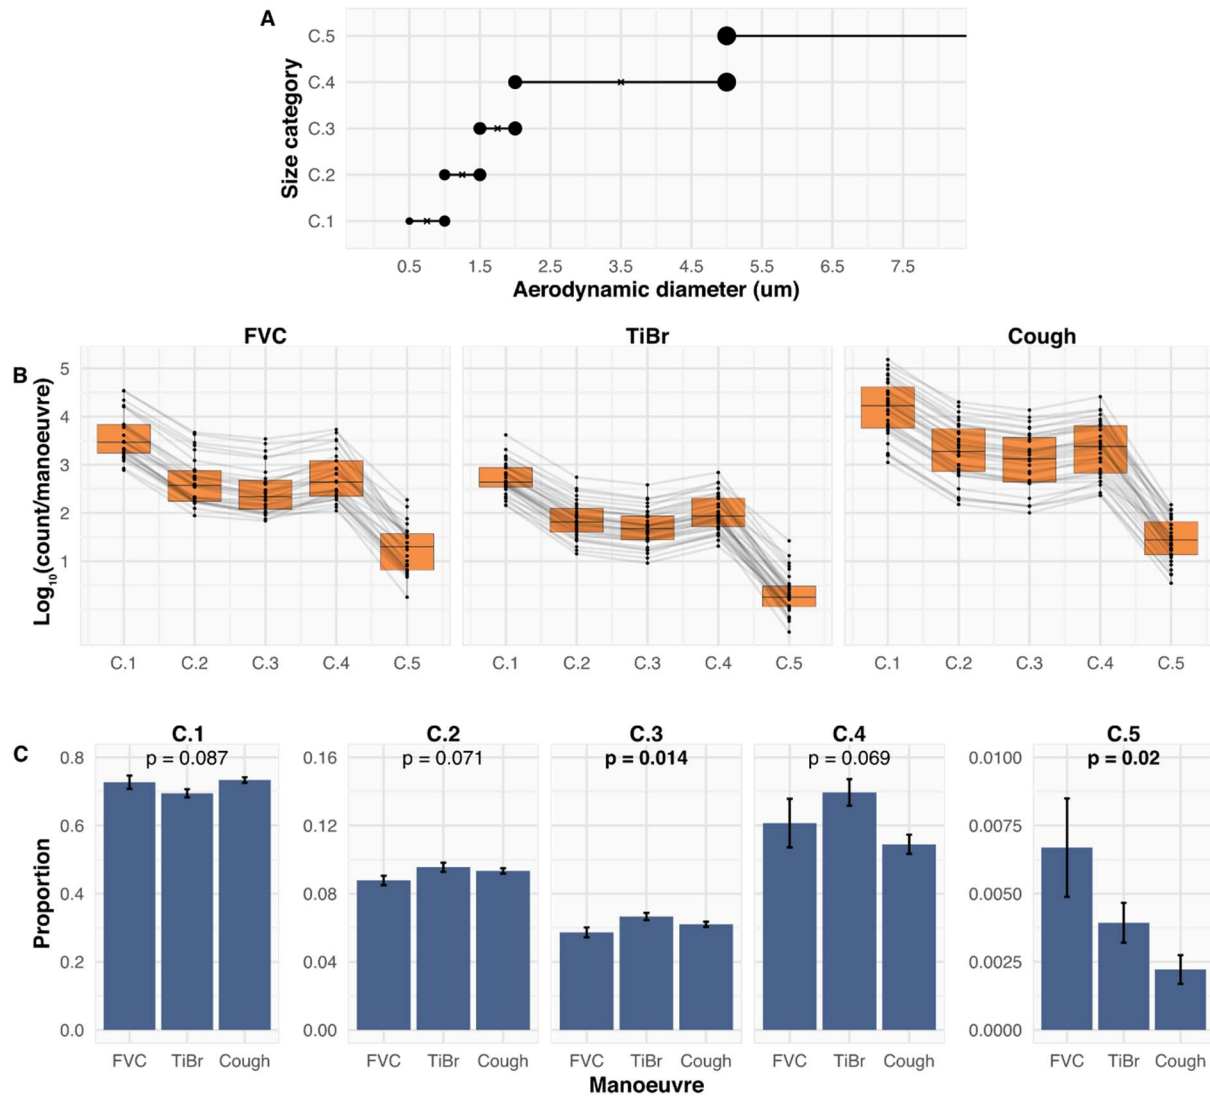 A
Size category
C.5
C.4
C.3
C.2
C.1
0.5 1.5 2.5 3.5 4.5 5.5 6.5 7.5
Aerodynamic diameter (um)
B
FVC TiBr Cough
Log10(count/manoeuvre)
5
4
3
2
1
C.1 C.2 C.3 C.4 C.5 C.1 C.2 C.3 C.4 C.5 C.1 C.2 C.3 C.4 C.5
C
C.1 C.2 C.3 C.4 C.5
p = 0.087 p = 0.071 p = 0.014 p = 0.069 p = 0.02
Proportion
0.8 0.16 0.0100
0.6 0.12 0.0075
0.4 0.08 0.0050
0.2 0.04 0.0025
0.0 0.00 0.0000
FVC TiBr Cough FVC TiBr Cough FVC TiBr Cough FVC TiBr Cough FVC TiBr Cough
Manoeuvre